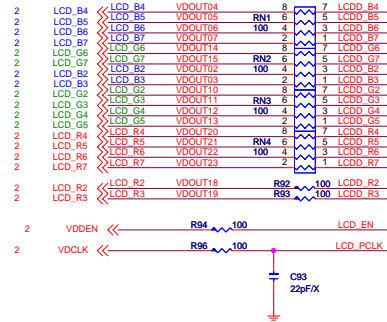 2 LCD_B4 LCD_B4 VDOUT04 8 7 LCDD_B4
2 LCD_B5 LCD_B5 VDOUT05 6 RN1 5 LCDD_B5
2 LCD_B6 LCD_B6 VDOUT06 4 100 3 LCDD_B6
2 LCD_B7 LCD_B7 VDOUT07 2 1 LCDD_B7
2 LCD_G6 LCD_G6 VDOUT14 8 7 LCDD_G6
2 LCD_G7 LCD_G7 VDOUT15 6 RN2 5 LCDD_G7
2 LCD_B2 LCD_B2 VDOUT02 4 100 3 LCDD_B2
2 LCD_B3 LCD_B3 VDOUT03 2 1 LCDD_B3
2 LCD_G2 LCD_G2 VDOUT10 8 7 LCDD_G2
2 LCD_G3 LCD_G3 VDOUT11 6 RN3 5 LCDD_G3
2 LCD_G4 LCD_G4 VDOUT12 4 100 3 LCDD_G4
2 LCD_G5 LCD_G5 VDOUT13 2 1 LCDD_G5
2 LCD_R4 LCD_R4 VDOUT20 8 7 LCDD_R4
2 LCD_R5 LCD_R5 VDOUT21 6 RN4 5 LCDD_R5
2 LCD_R6 LCD_R6 VDOUT22 4 100 3 LCDD_R6
2 LCD_R7 LCD_R7 VDOUT23 2 1 LCDD_R7
2 LCD_R2 LCD_R2 VDOUT18 R92 100 LCDD_R2
2 LCD_R3 LCD_R3 VDOUT19 R93 100 LCDD_R3
2 VDDEN R94 100 LCD_EN
2 VDCLK R96 100 LCD_PCLK
C93
22pF/X